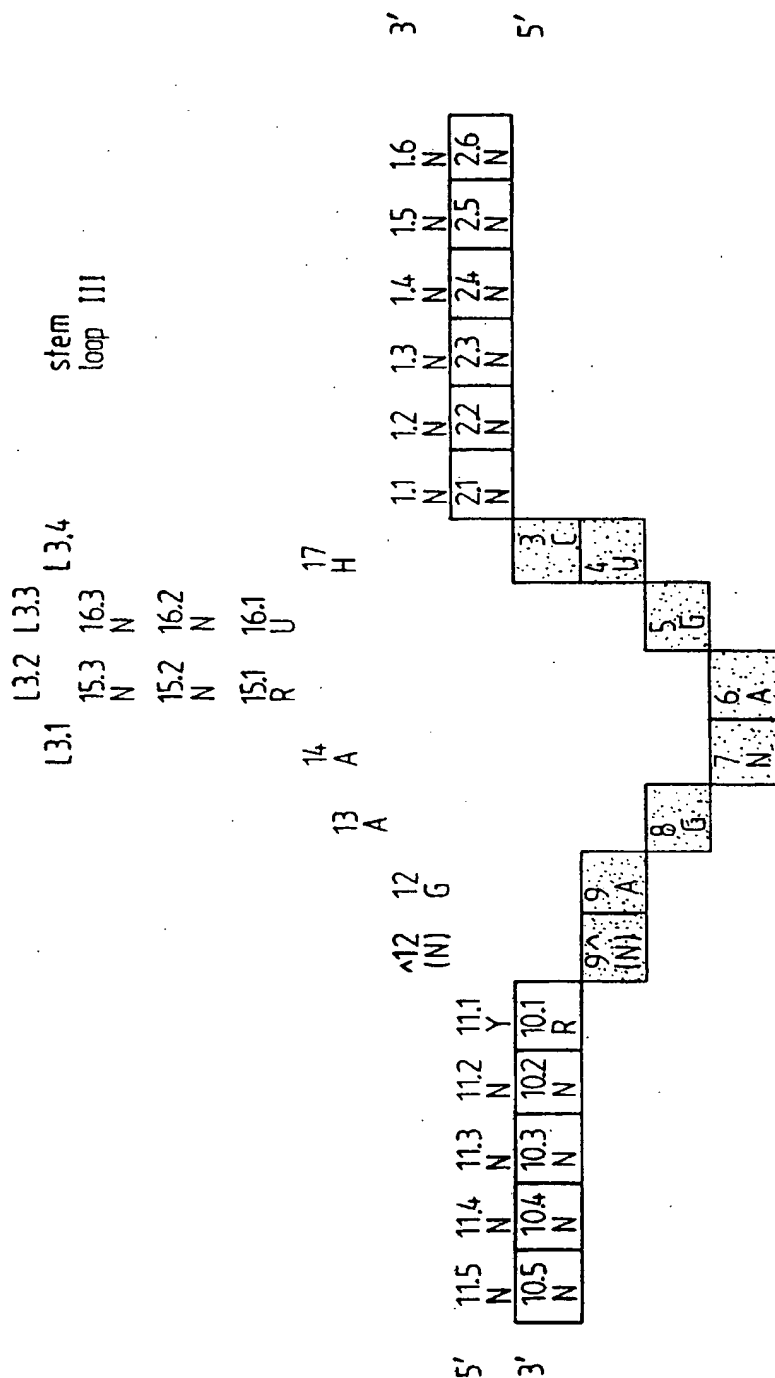 L3.2 L3.3
L3.1 L3.4
15.3 16.3
N N
15.2 16.2
N N
15.1 16.1
R U
stem
loop III
14 17
A H
13
A
^12 12
(N) G
1.1 1.2 1.3 1.4 1.5 1.6 3'
N N N N N N
2.1 2.2 2.3 2.4 2.5 2.6
N N N N N N
5' 11.5 11.4 11.3 11.2 11.1
N N N N Y
3' 10.5 10.4 10.3 10.2 10.1
N N N N R
3 5'
C
9^ 9 4
(N) A U
8 5
G G
7 6
N A